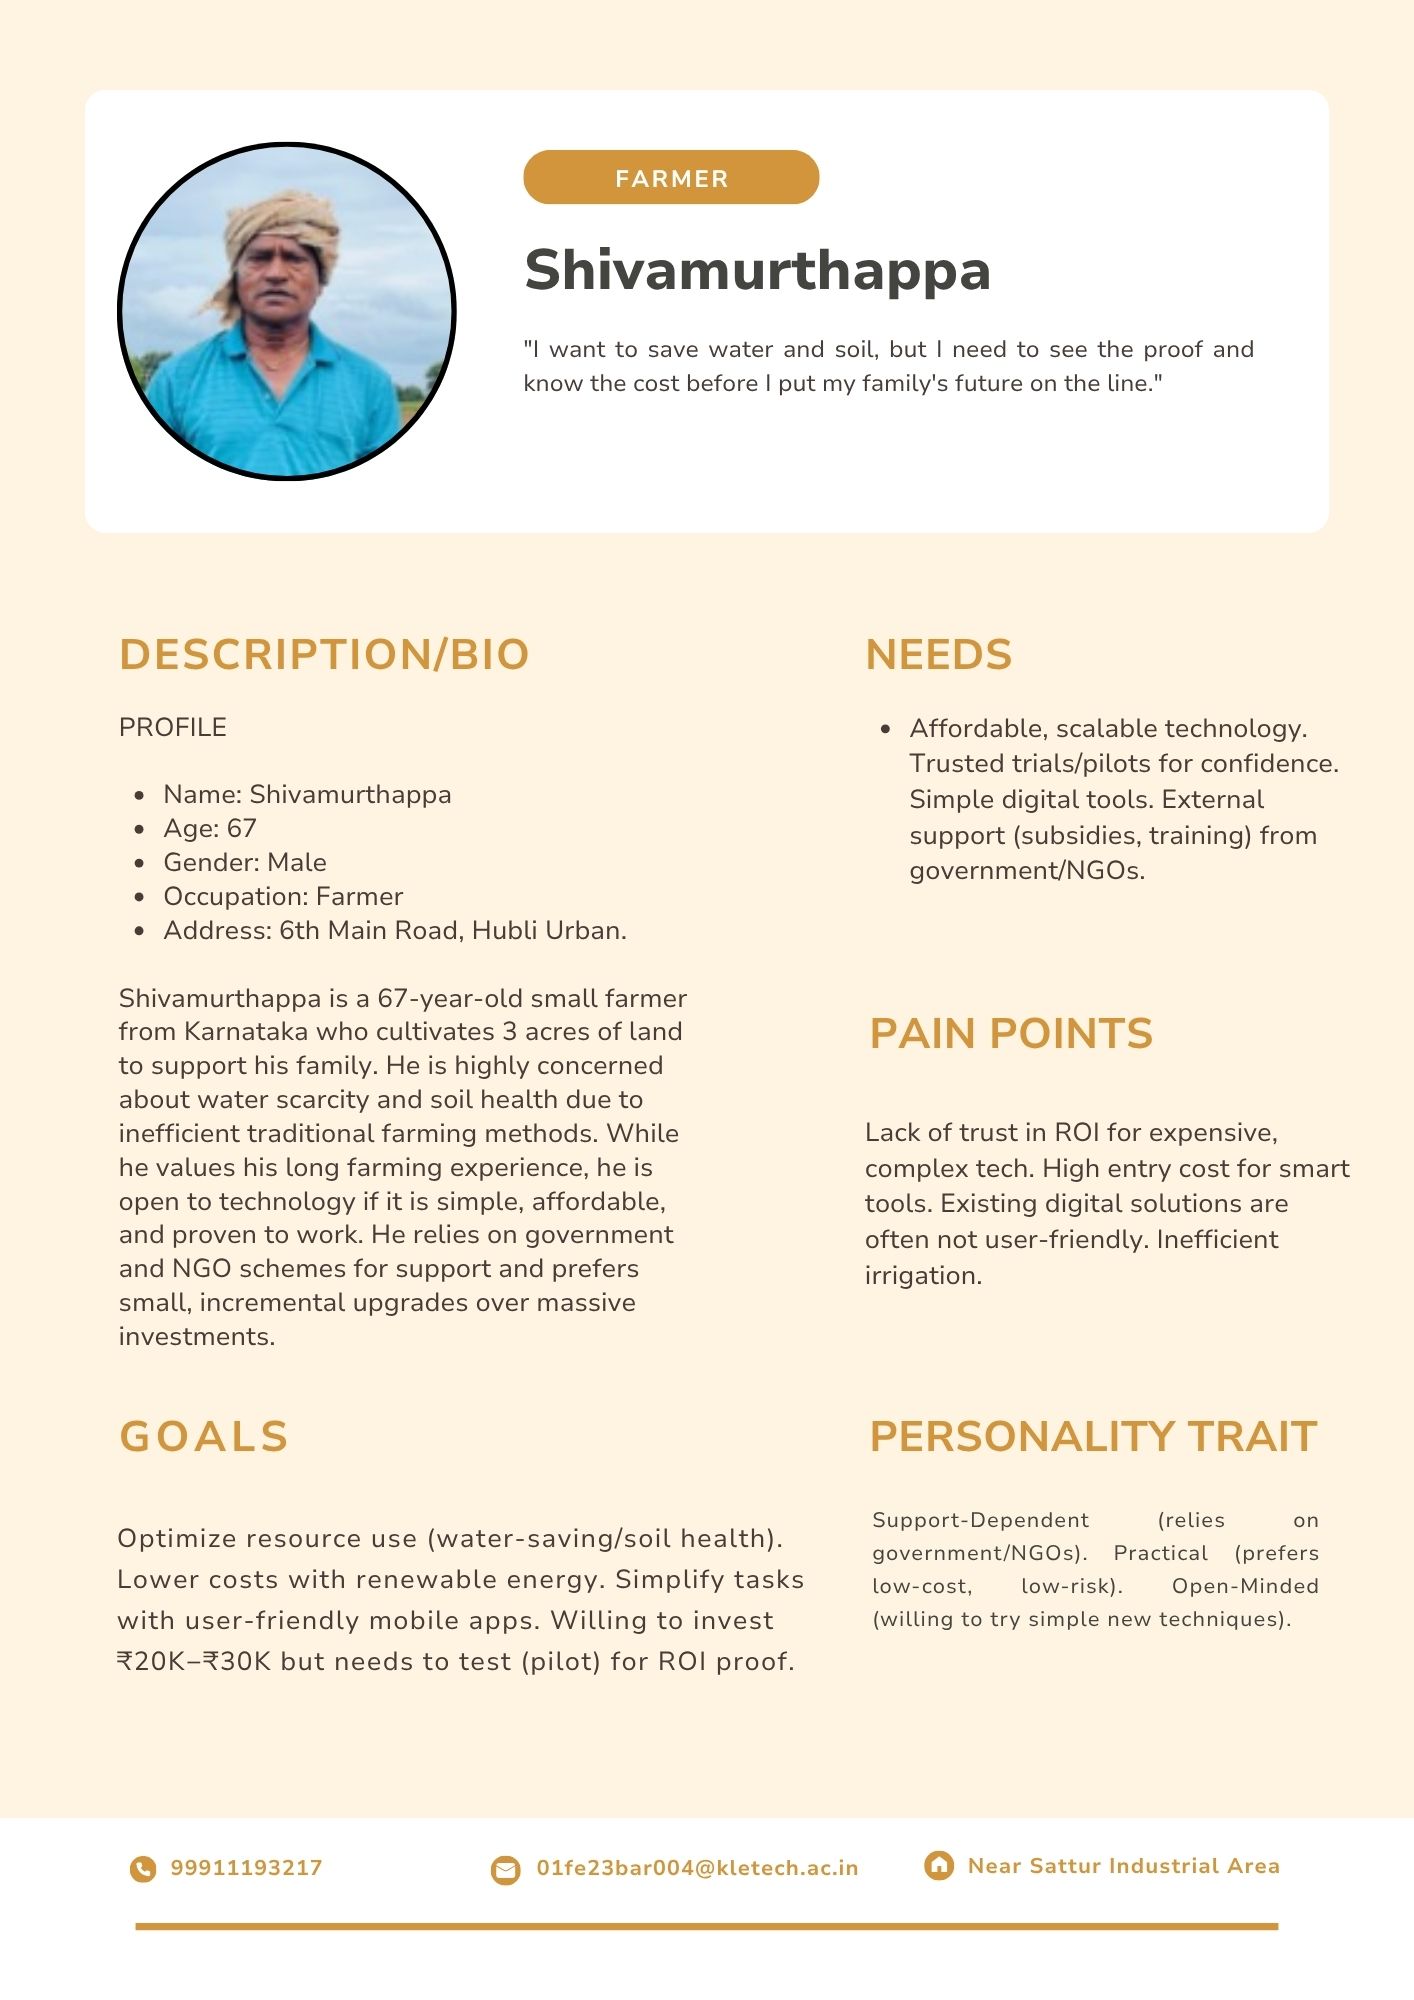 FARMER
Shivamurthappa
"I want to save water and soil, but I need to see the proof and
know the cost before I put my family's future on the line."
DESCRIPTION/BIO
PROFILE
• Name: Shivamurthappa
• Age: 67
• Gender: Male
• Occupation: Farmer
• Address: 6th Main Road, Hubli Urban.
Shivamurthappa is a 67-year-old small farmer
from Karnataka who cultivates 3 acres of land
to support his family. He is highly concerned
about water scarcity and soil health due to
inefficient traditional farming methods. While
he values his long farming experience, he is
open to technology if it is simple, affordable,
and proven to work. He relies on government
and NGO schemes for support and prefers
small, incremental upgrades over massive
investments.
GOALS
Optimize resource use (water-saving/soil health).
Lower costs with renewable energy. Simplify tasks
with user-friendly mobile apps. Willing to invest
₹20K–₹30K but needs to test (pilot) for ROI proof.
NEEDS
• Affordable, scalable technology.
Trusted trials/pilots for confidence.
Simple digital tools. External
support (subsidies, training) from
government/NGOs.
PAIN POINTS
Lack of trust in ROI for expensive,
complex tech. High entry cost for smart
tools. Existing digital solutions are
often not user-friendly. Inefficient
irrigation.
PERSONALITY TRAIT
Support-Dependent (relies on
government/NGOs). Practical (prefers
low-cost, low-risk). Open-Minded
(willing to try simple new techniques).
99911193217
01fe23bar004@kletech.ac.in
Near Sattur Industrial Area